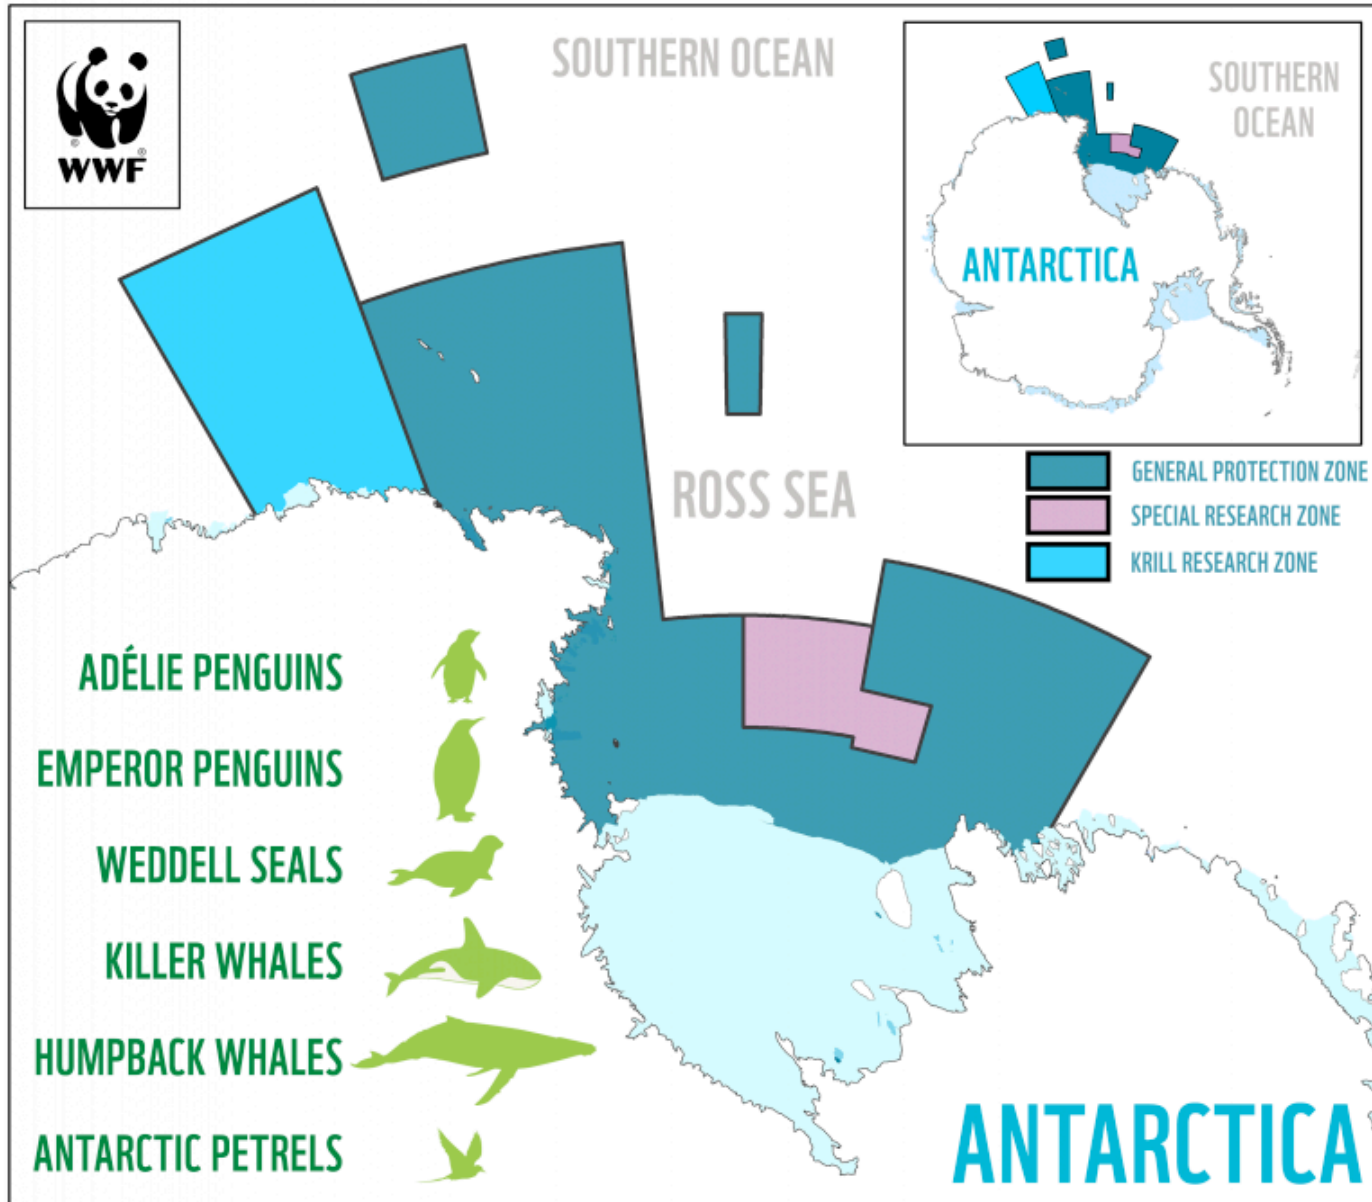 WWF
SOUTHERN OCEAN
SOUTHERN
OCEAN
ANTARCTICA
GENERAL PROTECTION ZONE
SPECIAL RESEARCH ZONE
KRILL RESEARCH ZONE
ROSS SEA
ADÉLIE PENGUINS
EMPEROR PENGUINS
WEDDELL SEALS
KILLER WHALES
HUMPBACK WHALES
ANTARCTIC PETRELS
ANTARCTICA